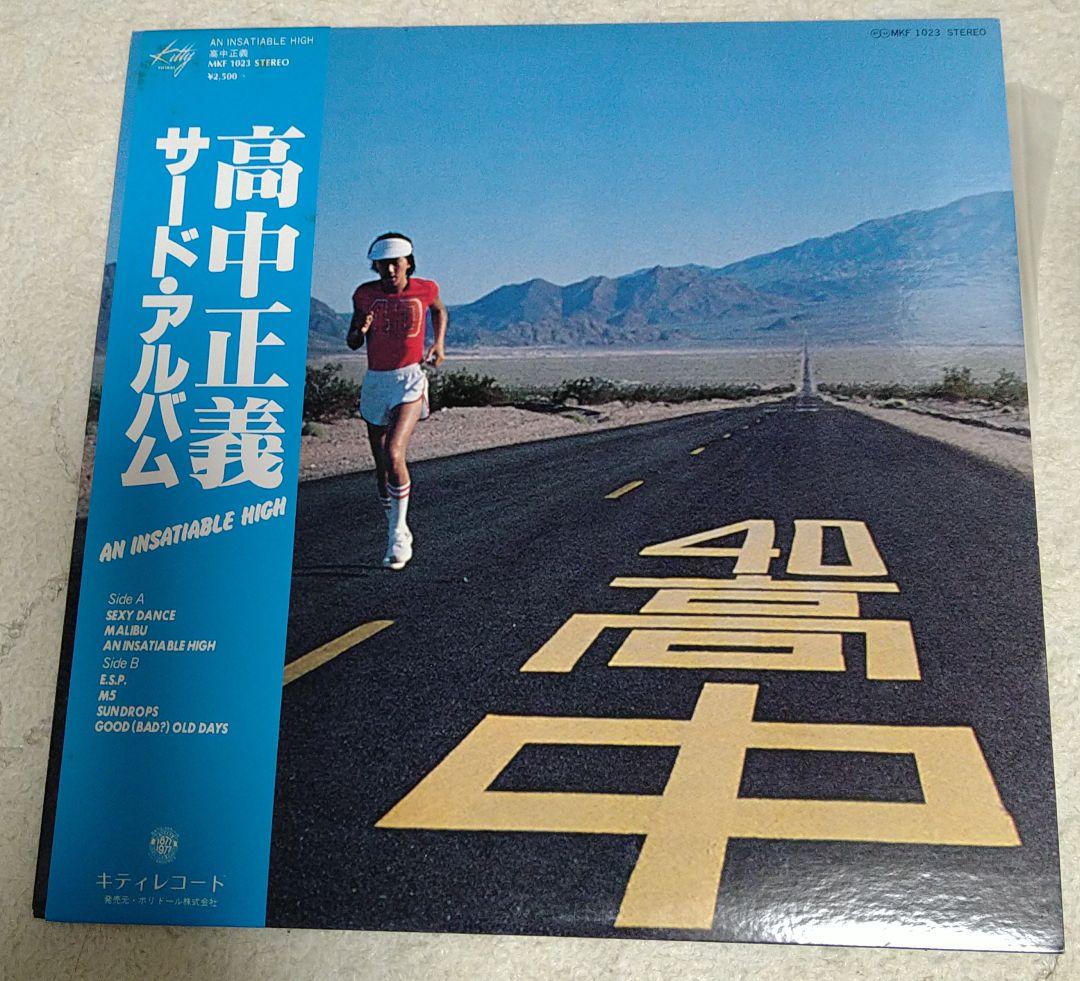 Kitty
AN INSATIABLE HIGH
高中正義
MKF 1023 STEREO
¥2,500
高中正義
サード・アルバム
AN INSATIABLE HIGH
Side A
SEXY DANCE
MALIBU
AN INSATIABLE HIGH
Side B
E.S.P.
M5
SUNDROPS
GOOD (BAD?) OLD DAYS
1877
1977
キティレコード
発売元・ポリドール株式会社
MKF 1023 STEREO
40
40
高
中